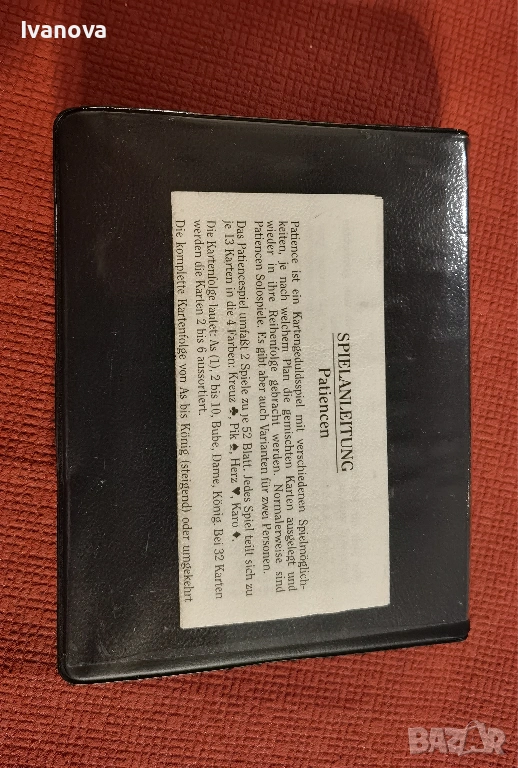 Ivanova
SPIELANLEITUNG
Patiencen
Patience ist ein Kartengeduldsspiel mit verschiedenen Spielmöglich-
keiten, je nach welchem Plan die gemischten Karten ausgelegt und
wieder in ihre Reihenfolge gebracht werden. Normalerweise sind
Patiencen Solospiele. Es gibt aber auch Varianten für zwei Personen.
Das Patiencespiel umfaßt 2 Spiele zu je 52 Blatt. Jedes Spiel teilt sich zu
je 13 Karten in die 4 Farben: Kreuz ♣, Pik ♠, Herz ♥, Karo ♦.
Die Kartenfolge lautet: As (1), 2 bis 10, Bube, Dame, König. Bei 32 Karten
werden die Karten 2 bis 6 aussortiert.
Die komplette Kartenfolge von As bis König (steigend) oder umgekehrt
BAZAR